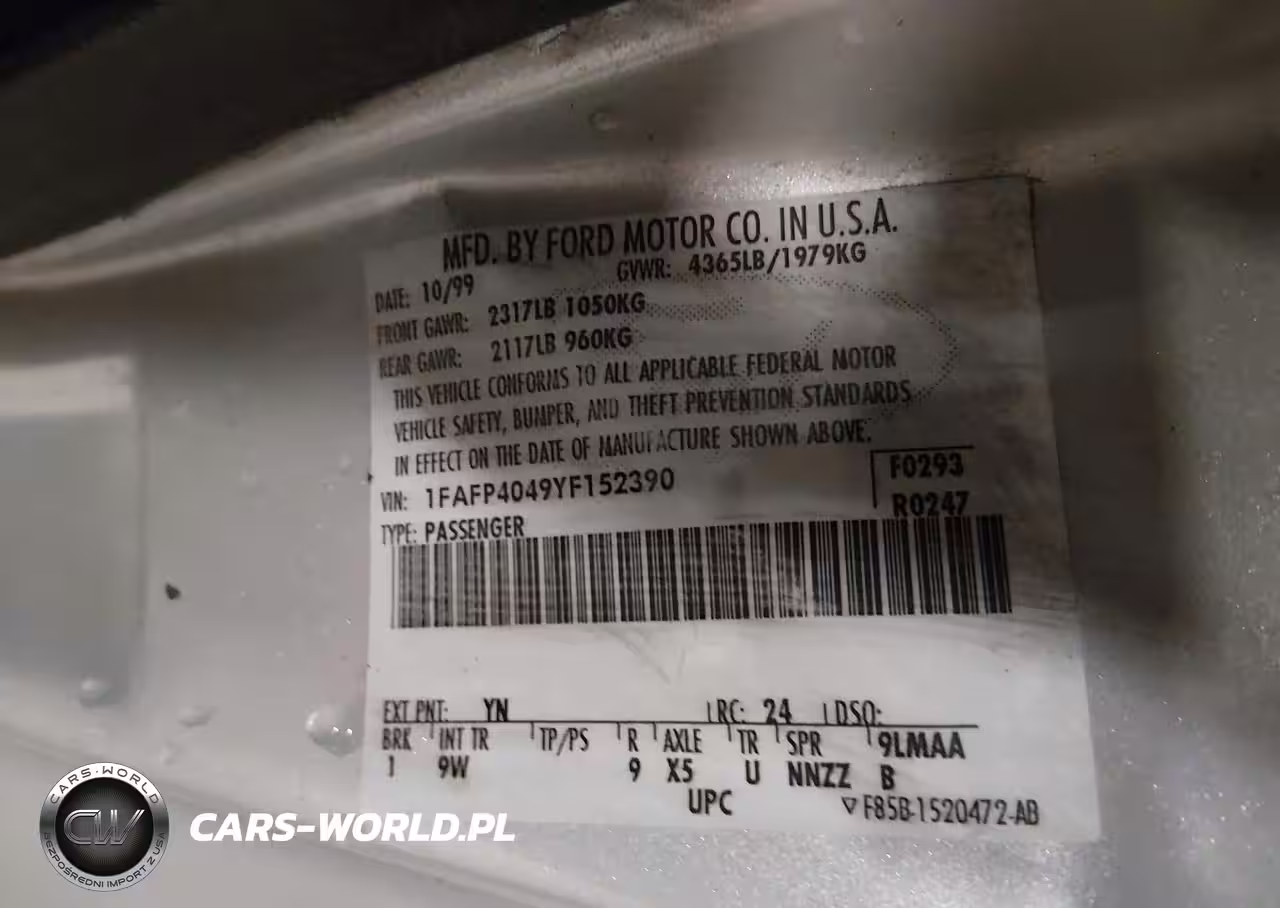 MFD. BY FORD MOTOR CO. IN U.S.A.
DATE: 10/99 GVWR: 4365LB/1979KG
FRONT GAWR: 2317LB 1050KG
REAR GAWR: 2117LB 960KG
THIS VEHICLE CONFORMS TO ALL APPLICABLE FEDERAL MOTOR
VEHICLE SAFETY, BUMPER, AND THEFT PREVENTION STANDARDS
IN EFFECT ON THE DATE OF MANUFACTURE SHOWN ABOVE.
VIN: 1FAFP4049YF152390 F0293
TYPE: PASSENGER R0247
EXT PNT: YN RC: 24 DSO:
BRK INT TR TP/PS R AXLE TR SPR 9LMAA
1 9W 9 X5 U NNZZ B
UPC F85B-1520472-AB
CARS-WORLD
CW
BEZPOŚREDNI IMPORT Z USA
CARS-WORLD.PL